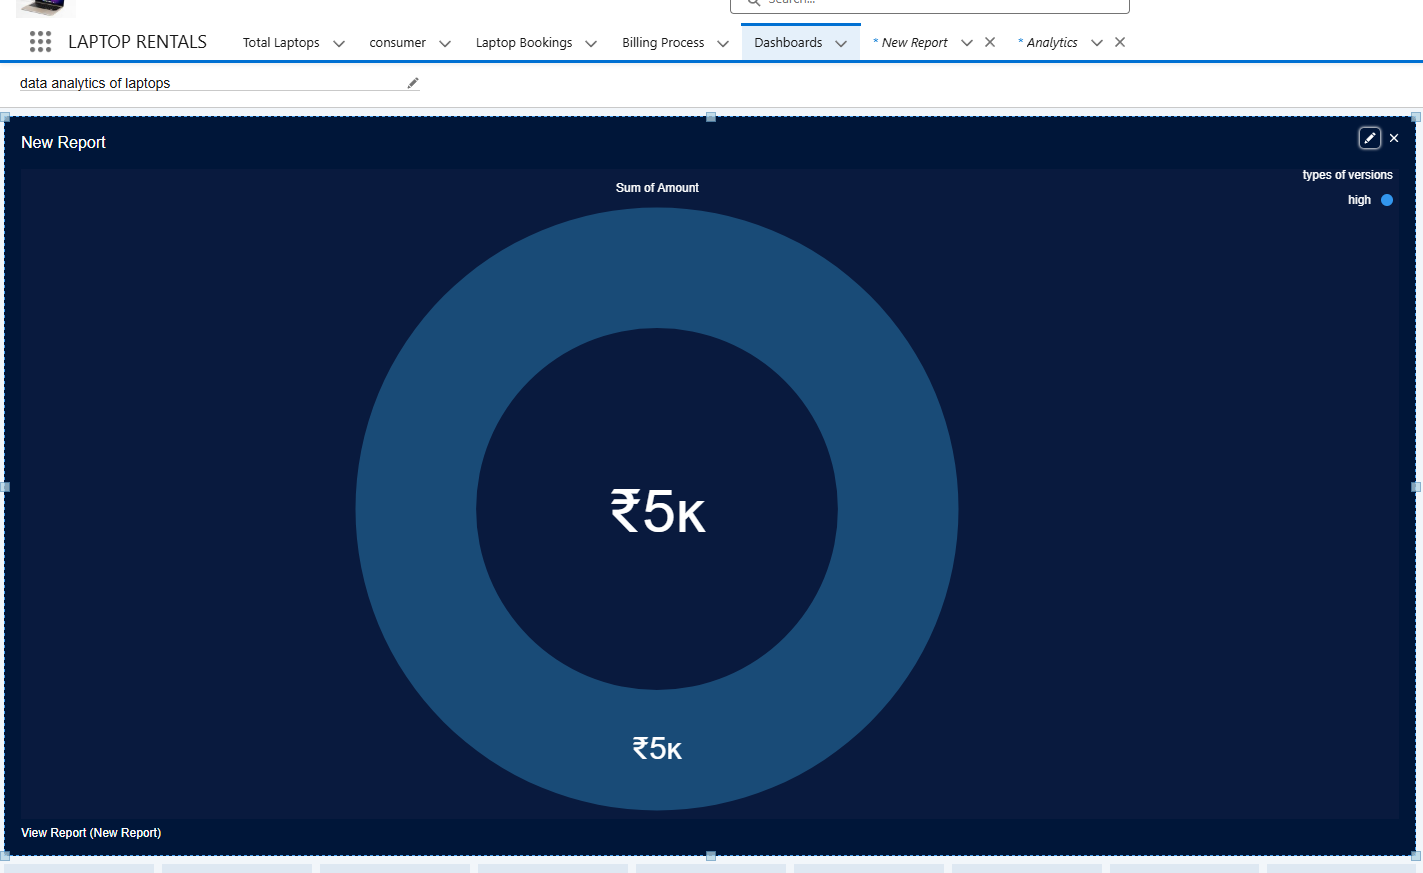 Search...
LAPTOP RENTALS Total Laptops consumer Laptop Bookings Billing Process Dashboards * New Report * Analytics
data analytics of laptops
New Report
types of versions
Sum of Amount
high
₹5K
₹5K
View Report (New Report)